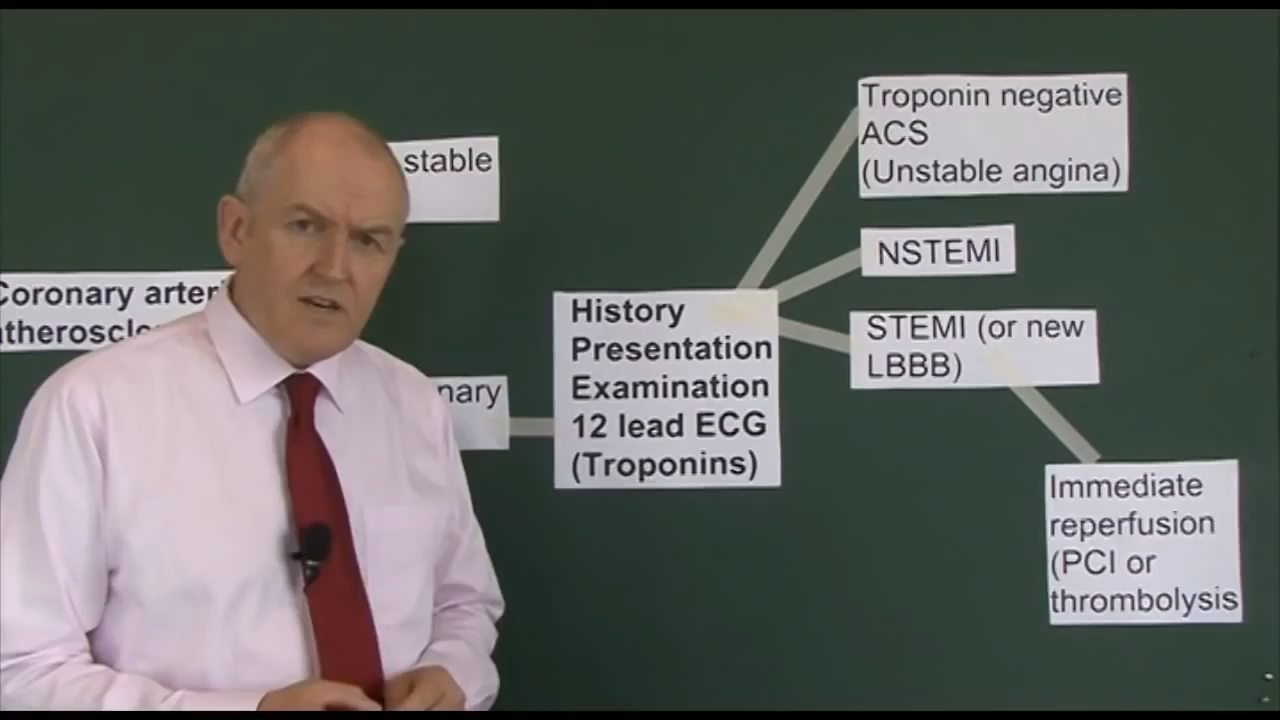 stable
Coronary arter
therosclo
nary
History
Presentation
Examination
12 lead ECG
(Troponins)
Troponin negative
ACS
(Unstable angina)
NSTEMI
STEMI (or new
LBBB)
Immediate
reperfusion
(PCI or
thrombolysis